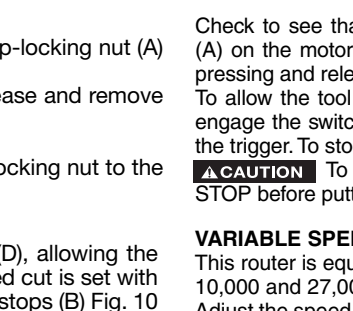 p-locking nut (A)
ease and remove
ocking nut to the
(D), allowing the
ed cut is set with
stops (B) Fig. 10
Check to see tha
(A) on the motor
pressing and rele
To allow the tool
engage the switc
the trigger. To sto
CAUTION To
STOP before putt
VARIABLE SPEE
This router is equ
10,000 and 27,00
Adjust the speed